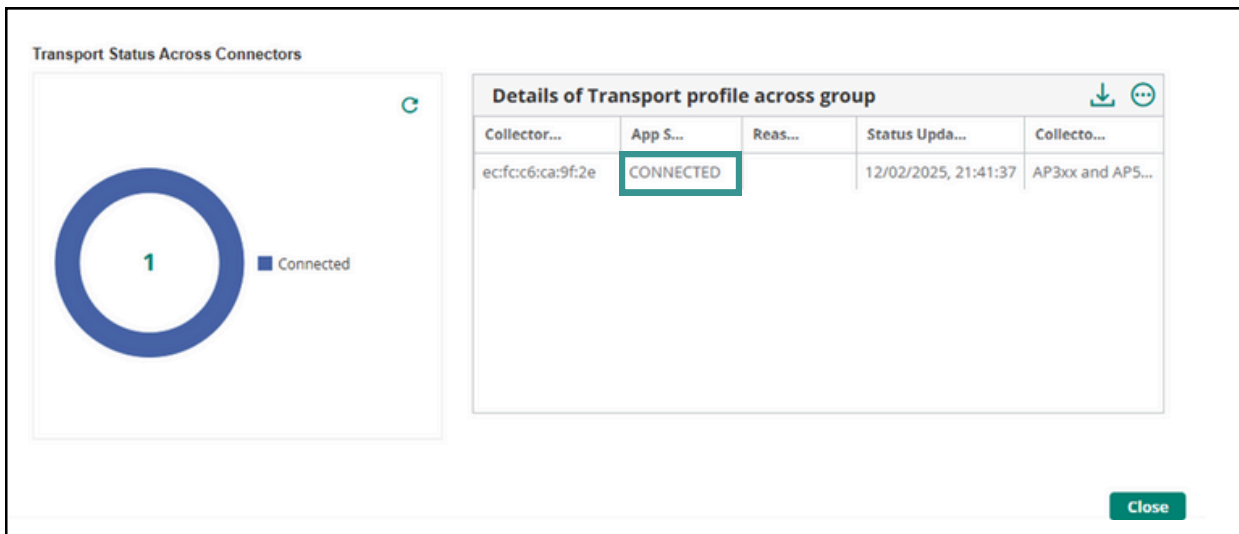 Transport Status Across Connectors
1
Connected
Details of Transport profile across group
Collector... App S... Reas... Status Upda... Collecto...
ec:fc:c6:ca:9f:2e CONNECTED 12/02/2025, 21:41:37 AP3xx and AP5...
Close